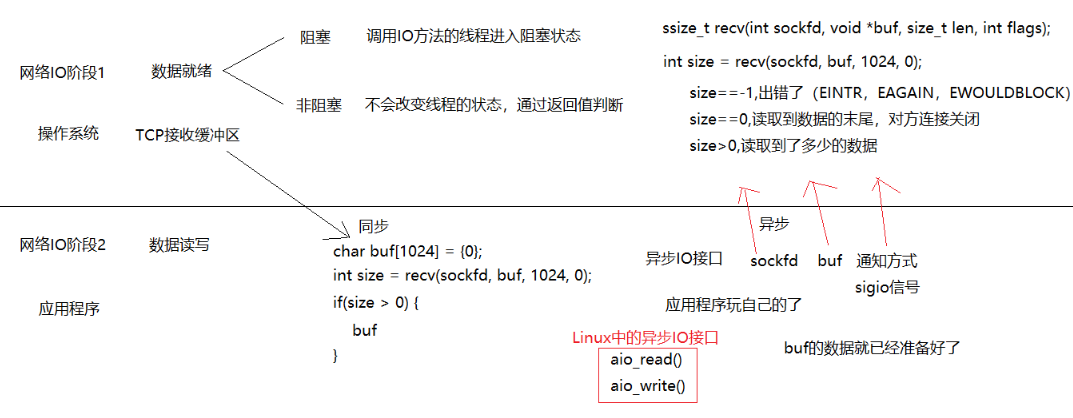 阻塞 调用IO方法的线程进入阻塞状态
网络IO阶段1 数据就绪
非阻塞 不会改变线程的状态，通过返回值判断
操作系统 TCP接收缓冲区
ssize_t recv(int sockfd, void *buf, size_t len, int flags);
int size = recv(sockfd, buf, 1024, 0);
size==-1,出错了（EINTR，EAGAIN，EWOULDBLOCK)
size==0,读取到数据的末尾，对方连接关闭
size>0,读取到了多少的数据
网络IO阶段2 数据读写
应用程序
同步
char buf[1024] = {0};
int size = recv(sockfd, buf, 1024, 0);
if(size > 0) {
buf
}
异步
异步IO接口 sockfd buf 通知方式
sigio信号
应用程序玩自己的了
buf的数据就已经准备好了
Linux中的异步IO接口
aio_read()
aio_write()